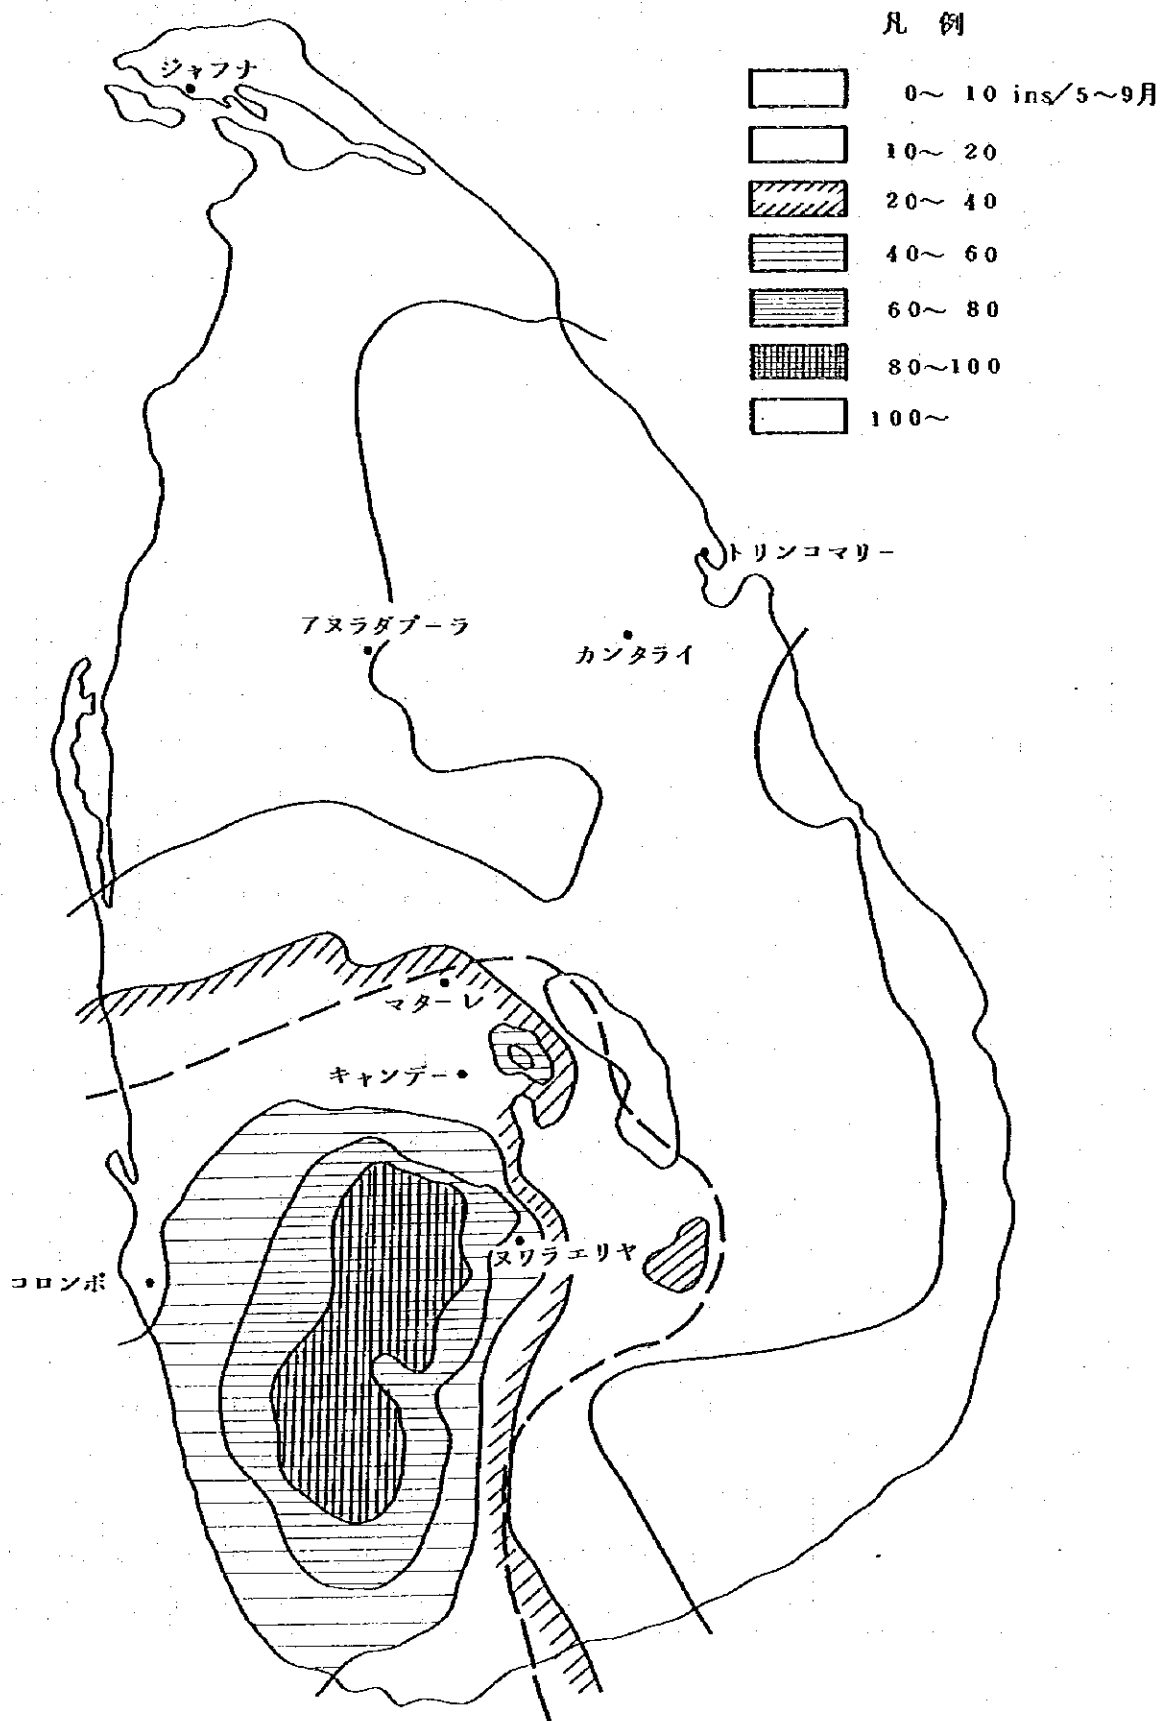 凡 例
0～ 10 ins/5～9月
10～ 20
20～ 40
40～ 60
60～ 80
80～100
100～
ジャフナ
トリンコマリー
アヌラダプーラ
カンタライ
マターレ
キャンデー
ヌワラエリヤ
コロンボ